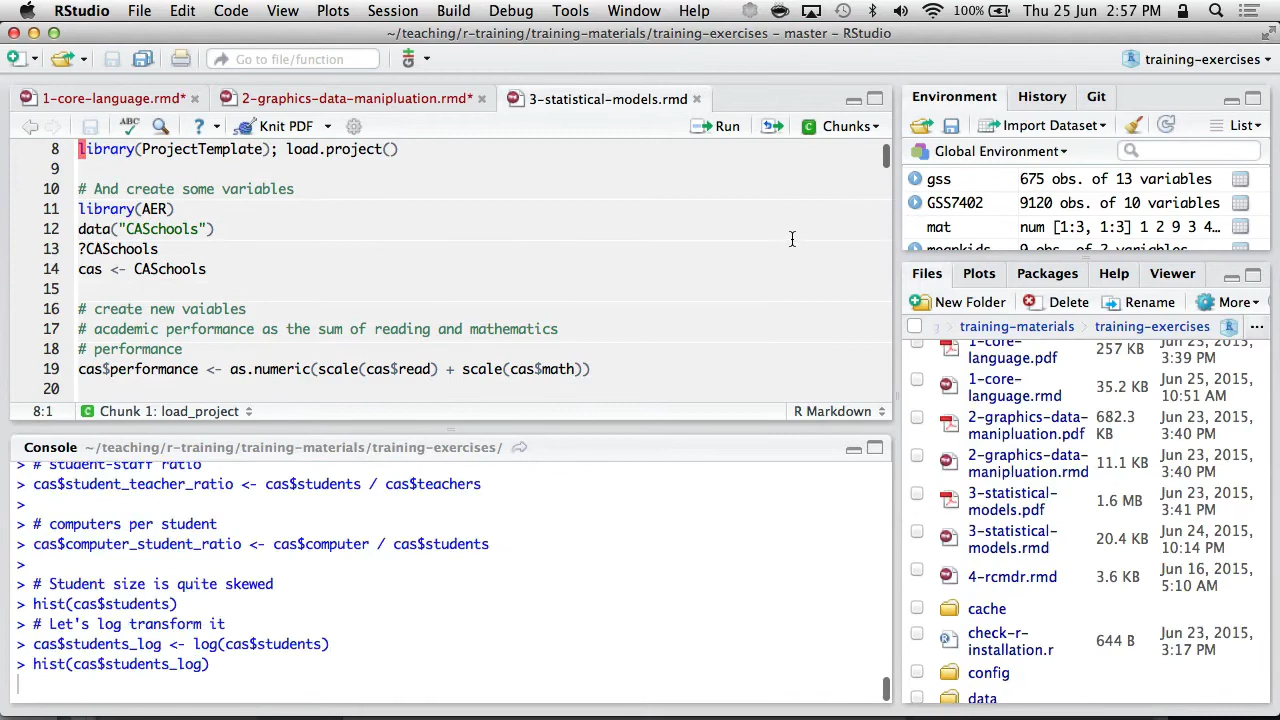 RStudio File Edit Code View Plots Session Build Debug Tools Window Help 100% Thu 25 Jun 2:57 PM
~/teaching/r-training/training-materials/training-exercises - master - RStudio
Go to file/function
training-exercises
1-core-language.rmd*
2-graphics-data-manipluation.rmd*
3-statistical-models.rmd
ABC
Knit PDF
Run
Chunks
8 library(ProjectTemplate); load.project()
9
10 # And create some variables
11 library(AER)
12 data("CASchools")
13 ?CASchools
14 cas <- CASchools
15
16 # create new vaiables
17 # academic performance as the sum of reading and mathematics
18 # performance
19 cas$performance <- as.numeric(scale(cas$read) + scale(cas$math))
20
8:1 Chunk 1: load_project R Markdown
Console ~/teaching/r-training/training-materials/training-exercises/
> # student-staff ratio
> cas$student_teacher_ratio <- cas$students / cas$teachers
>
> # computers per student
> cas$computer_student_ratio <- cas$computer / cas$students
>
> # Student size is quite skewed
> hist(cas$students)
> # Let's log transform it
> cas$students_log <- log(cas$students)
> hist(cas$students_log)
Environment History Git
Import Dataset List
Global Environment
gss 675 obs. of 13 variables
GSS7402 9120 obs. of 10 variables
mat num [1:3, 1:3] 1 2 9 3 4…
meankids 9 obs. of 2 variables
Files Plots Packages Help Viewer
New Folder Delete Rename More
training-materials training-exercises ...
1-core-language.pdf 257 KB Jun 23, 2015, 3:39 PM
1-core-language.rmd 35.2 KB Jun 25, 2015, 10:51 AM
2-graphics-data-manipluation.pdf 682.3 KB Jun 23, 2015, 3:40 PM
2-graphics-data-manipluation.rmd 11.1 KB Jun 23, 2015, 3:40 PM
3-statistical-models.pdf 1.6 MB Jun 23, 2015, 3:41 PM
3-statistical-models.rmd 20.4 KB Jun 24, 2015, 10:14 PM
4-rcmdr.rmd 3.6 KB Jun 16, 2015, 5:10 AM
cache
check-r-installation.r 644 B Jun 23, 2015, 3:17 PM
config
data